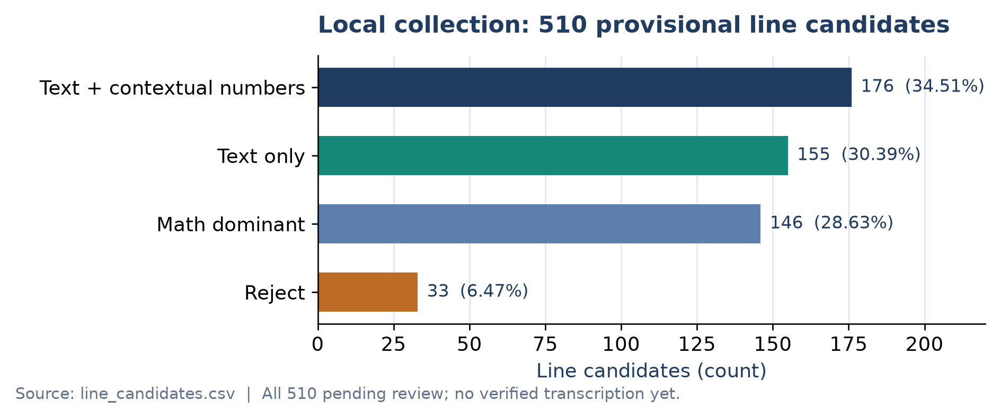 Local collection: 510 provisional line candidates
Text + contextual numbers 176 (34.51%)
Text only 155 (30.39%)
Math dominant 146 (28.63%)
Reject 33 (6.47%)
0 25 50 75 100 125 150 175 200
Line candidates (count)
Source: line_candidates.csv | All 510 pending review; no verified transcription yet.